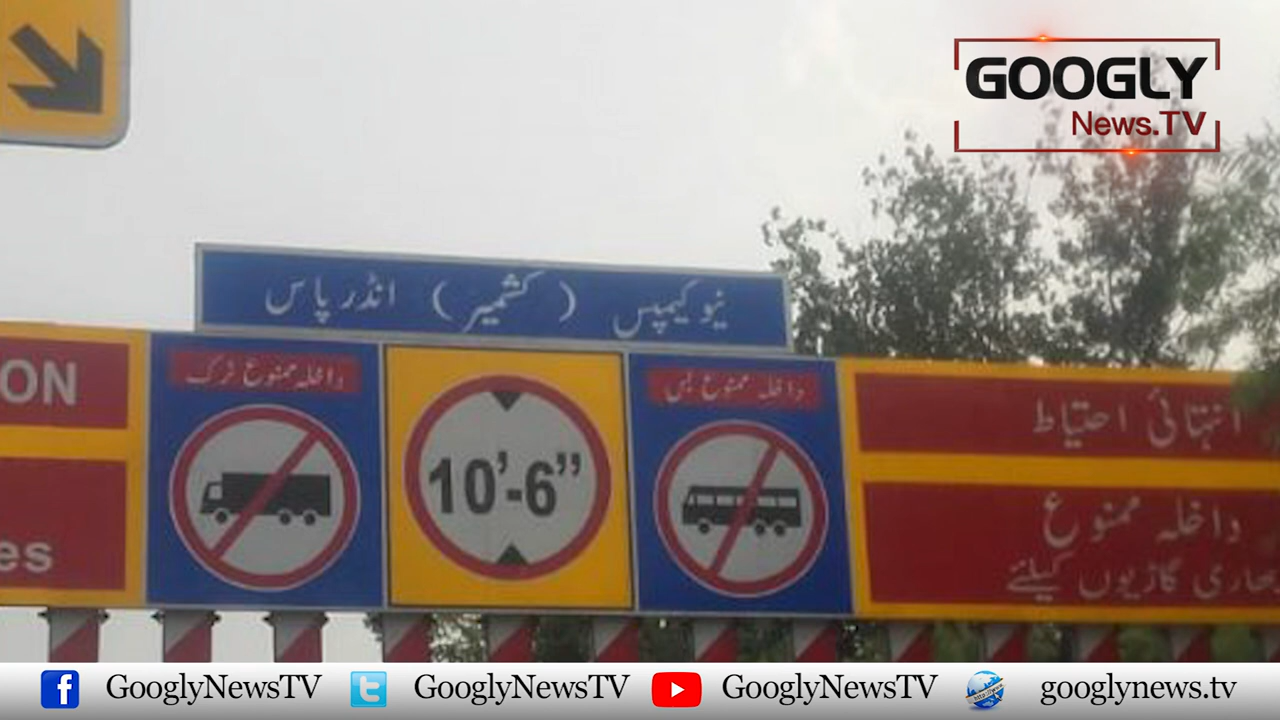 GOOGLY
News.TV
نیو کیمپس ( کشمیر ) انڈر پاس
ON
داخلہ ممنوع ٹرک
10’-6”
داخلہ ممنوع بس
انتہائی احتیاط
es
داخلہ ممنوع
بھاری گاڑیوں کیلئے
GooglyNewsTV
GooglyNewsTV
GooglyNewsTV
googlynews.tv